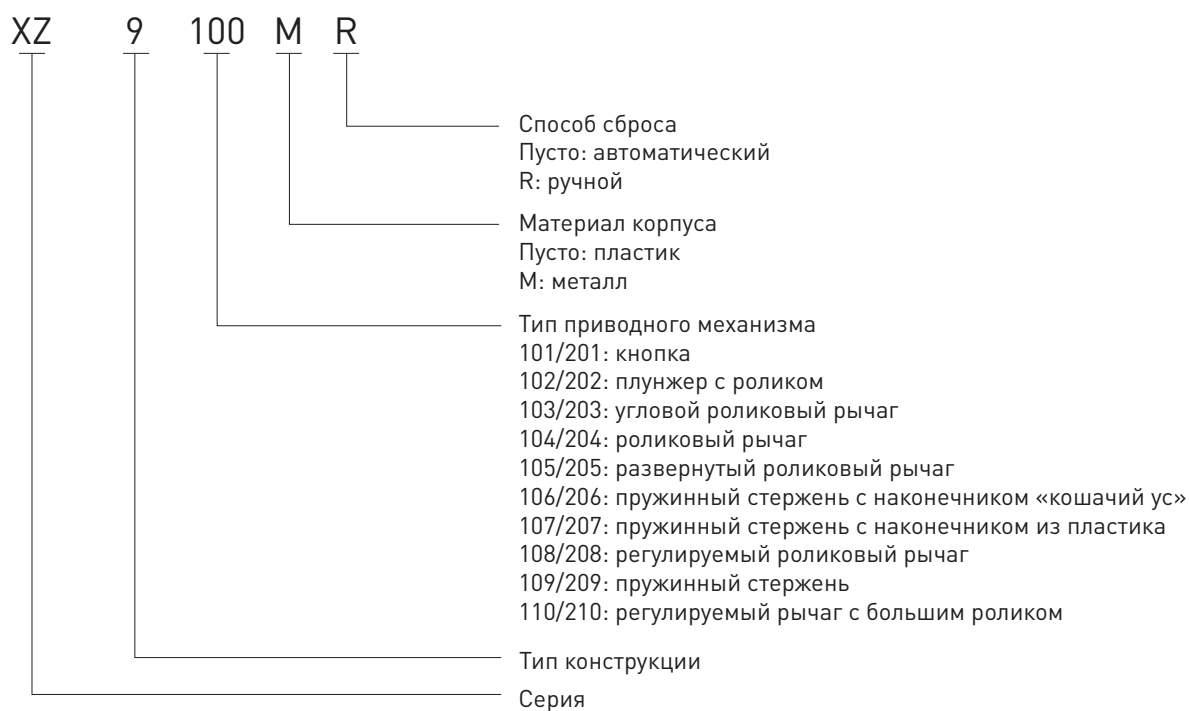 XZ 9 100 M R
Способ сброса
Пусто: автоматический
R: ручной
Материал корпуса
Пусто: пластик
М: металл
Тип приводного механизма
101/201: кнопка
102/202: плунжер с роликом
103/203: угловой роликовый рычаг
104/204: роликовый рычаг
105/205: развернутый роликовый рычаг
106/206: пружинный стержень с наконечником «кошачий ус»
107/207: пружинный стержень с наконечником из пластика
108/208: регулируемый роликовый рычаг
109/209: пружинный стержень
110/210: регулируемый рычаг с большим роликом
Тип конструкции
Серия